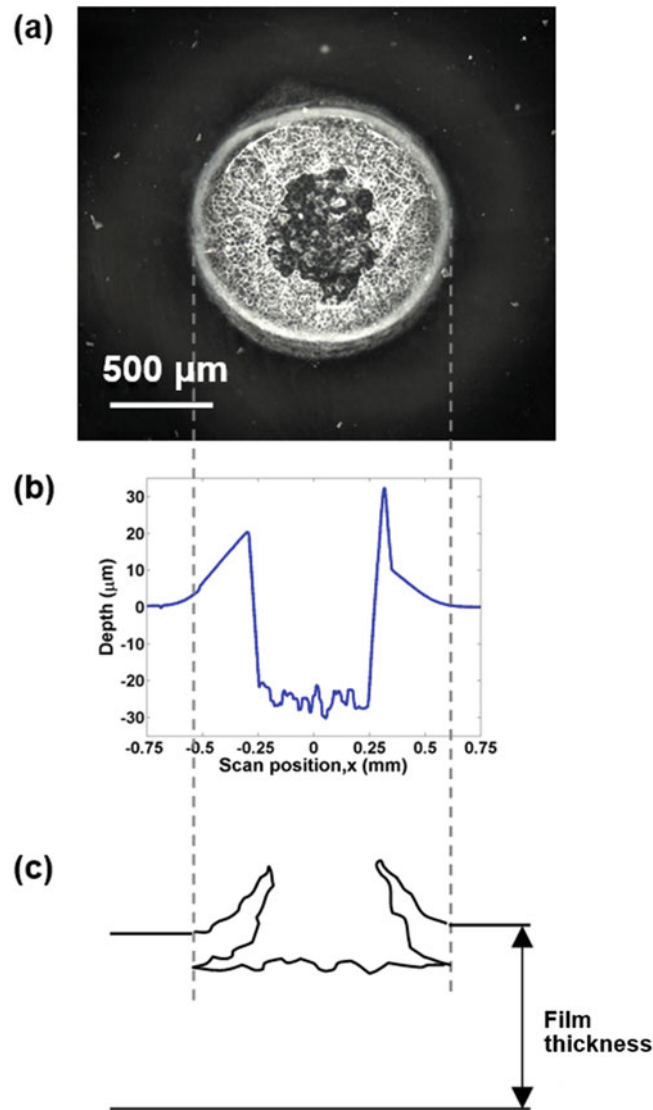 (a)
500 µm
(b)
30
20
10
0
-10
-20
-30
Depth (µm)
-0.75 -0.5 -0.25 0 0.25 0.5 0.75
Scan position,x (mm)
(c)
Film
thickness